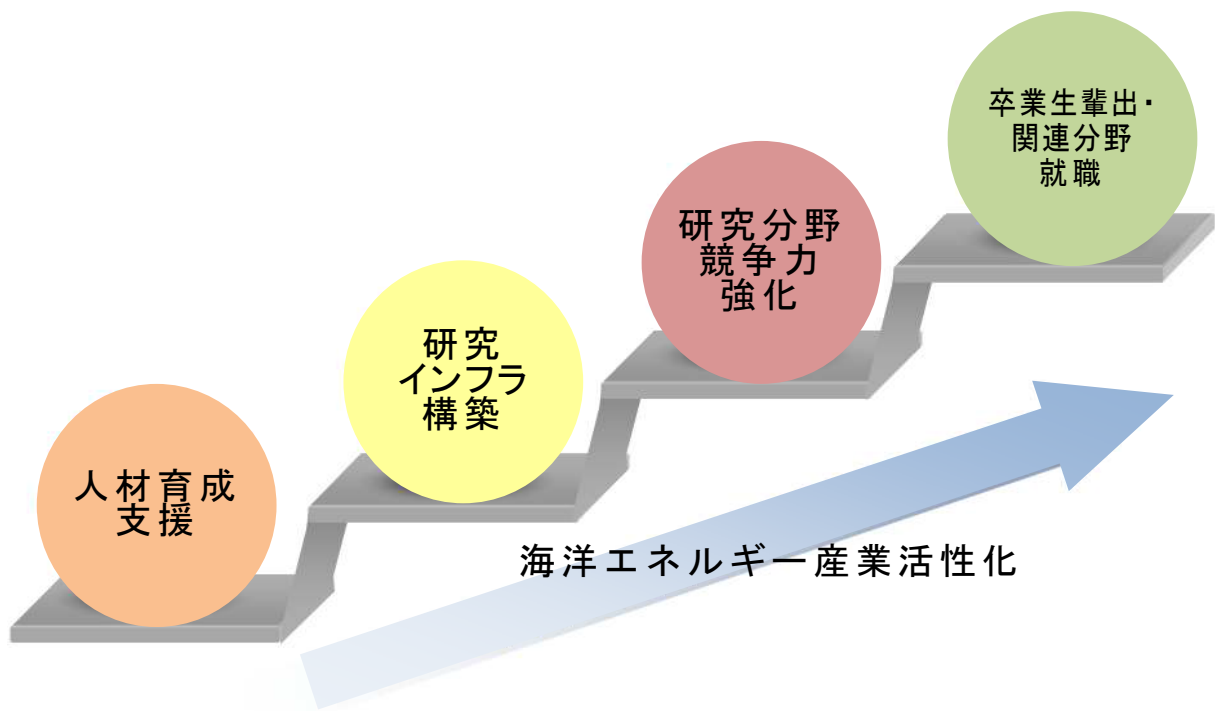 卒業生輩出・
関連分野
就職
研究分野
競争力
強化
研究
インフラ
構築
人材育成
支援
海洋エネルギー産業活性化